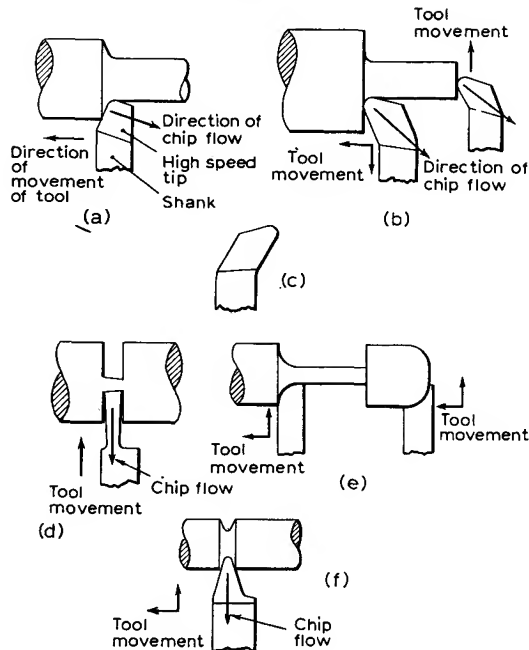 Direction of
chip flow
High speed
tip
Shank
Direction
of
movement
of tool
(a)
Tool
movement
Tool
movement
Direction of
chip flow
(b)
(c)
Tool
movement
Chip flow
(d)
Tool
movement
Tool
movement
(e)
Tool
movement
Chip
flow
(f)